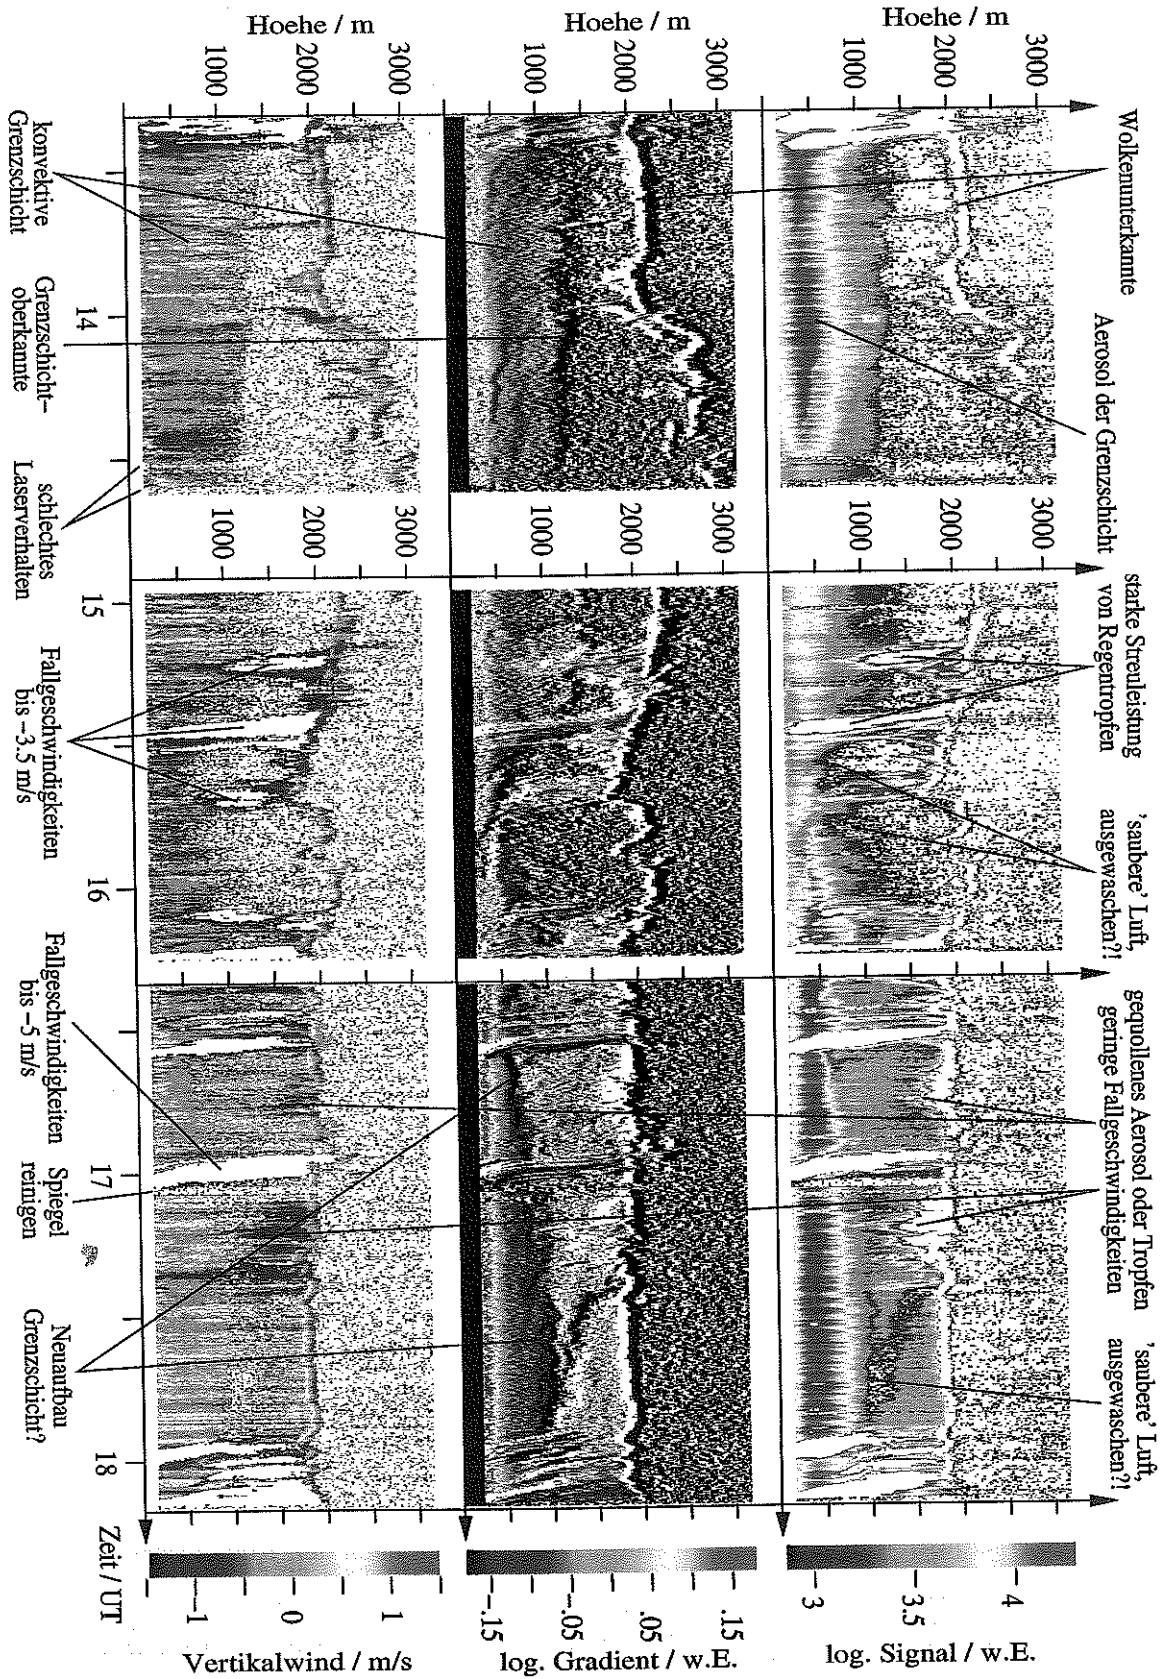 Wolkenunterkannte
Aerosol der Grenzschicht
starke Streuleistung
von Regentropfen
'saubere' Luft,
ausgewaschen?!
gequollenes Aerosol oder Tropfen
geringe Fallgeschwindigkeiten
'saubere' Luft,
ausgewaschen?!
Hoehe / m
3000
2000
1000
3000
2000
1000
4
3.5
3
log. Signal / w.E.
Hoehe / m
3000
2000
1000
3000
2000
1000
.15
.05
-.05
-.15
log. Gradient / w.E.
Hoehe / m
3000
2000
1000
3000
2000
1000
1
0
-1
Vertikalwind / m/s
14
15
16
17
18
Zeit / UT
konvektive
Grenzschicht
Grenzschicht-
oberkannte
schlechtes
Laserverhalten
Fallgeschwindigkeiten
bis -3.5 m/s
Fallgeschwindigkeiten
bis -5 m/s
Spiegel
reinigen
Neuaufbau
Grenzschicht?